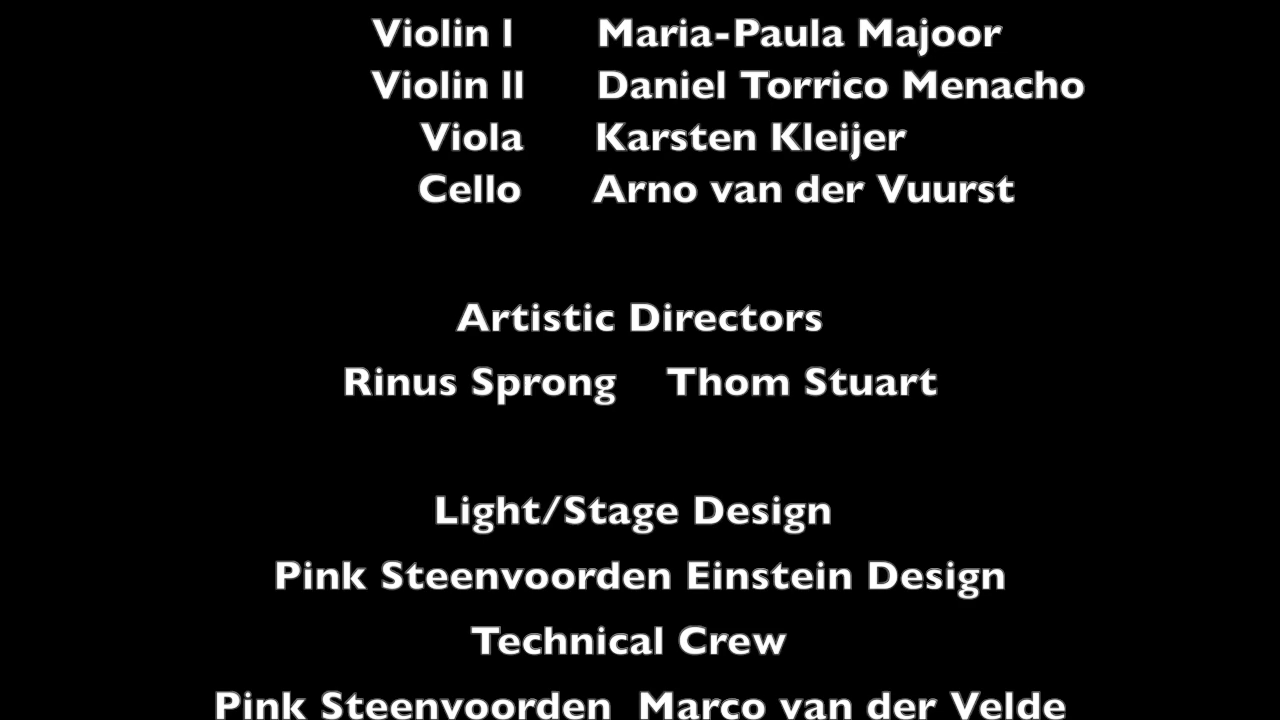 Violin I Maria-Paula Majoor
Violin II Daniel Torrico Menacho
Viola Karsten Kleijer
Cello Arno van der Vuurst
Artistic Directors
Rinus Sprong Thom Stuart
Light/Stage Design
Pink Steenvoorden Einstein Design
Technical Crew
Pink Steenvoorden Marco van der Velde